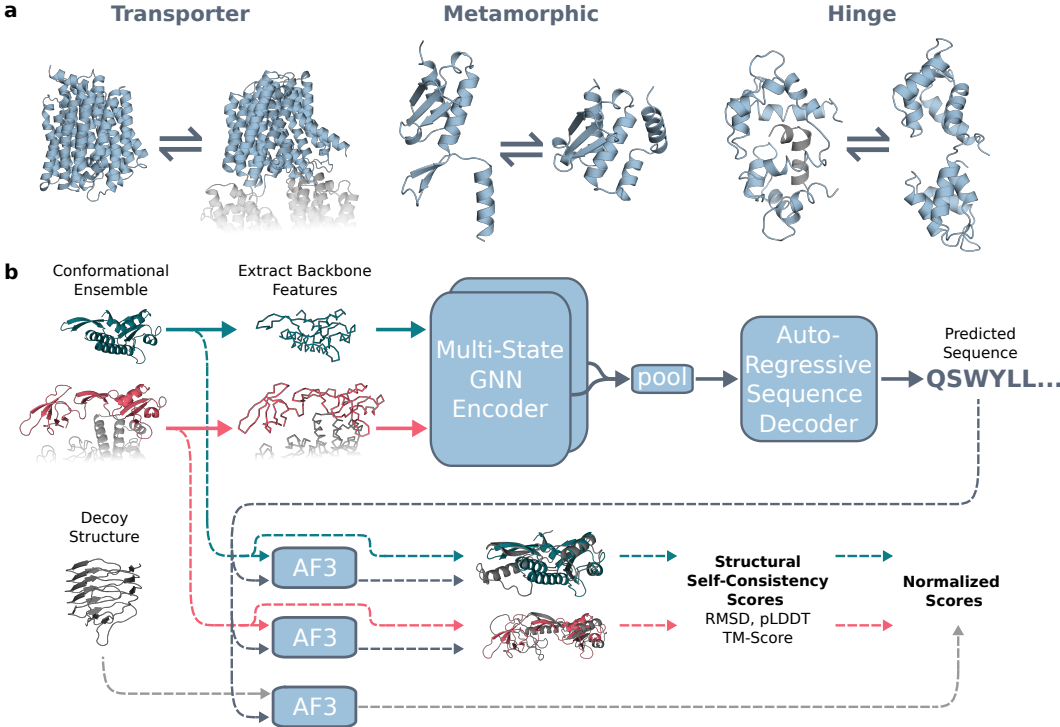 a
Transporter
Metamorphic
Hinge
b
Conformational
Ensemble
Extract Backbone
Features
Multi-State
GNN
Encoder
pool
Auto-
Regressive
Sequence
Decoder
Predicted
Sequence
QSWYLL...
Decoy
Structure
AF3
AF3
AF3
Structural
Self-Consistency
Scores
RMSD, pLDDT
TM-Score
Normalized
Scores